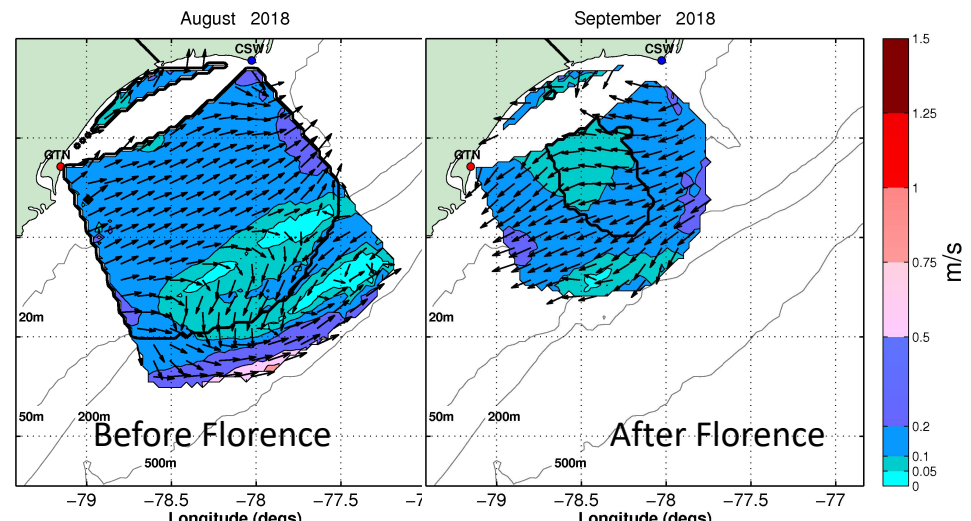 August 2018
September 2018
CSW
GTN
20m
50m
200m
500m
Before Florence
−79
−78.5
−78
−77.5
−7
Longitude (degs)
CSW
GTN
20m
50m
200m
500m
After Florence
−79
−78.5
−78
−77.5
−77
Longitude (degs)
1.5
1.25
1
0.75
0.5
0.2
0.1
0.05
0
m/s